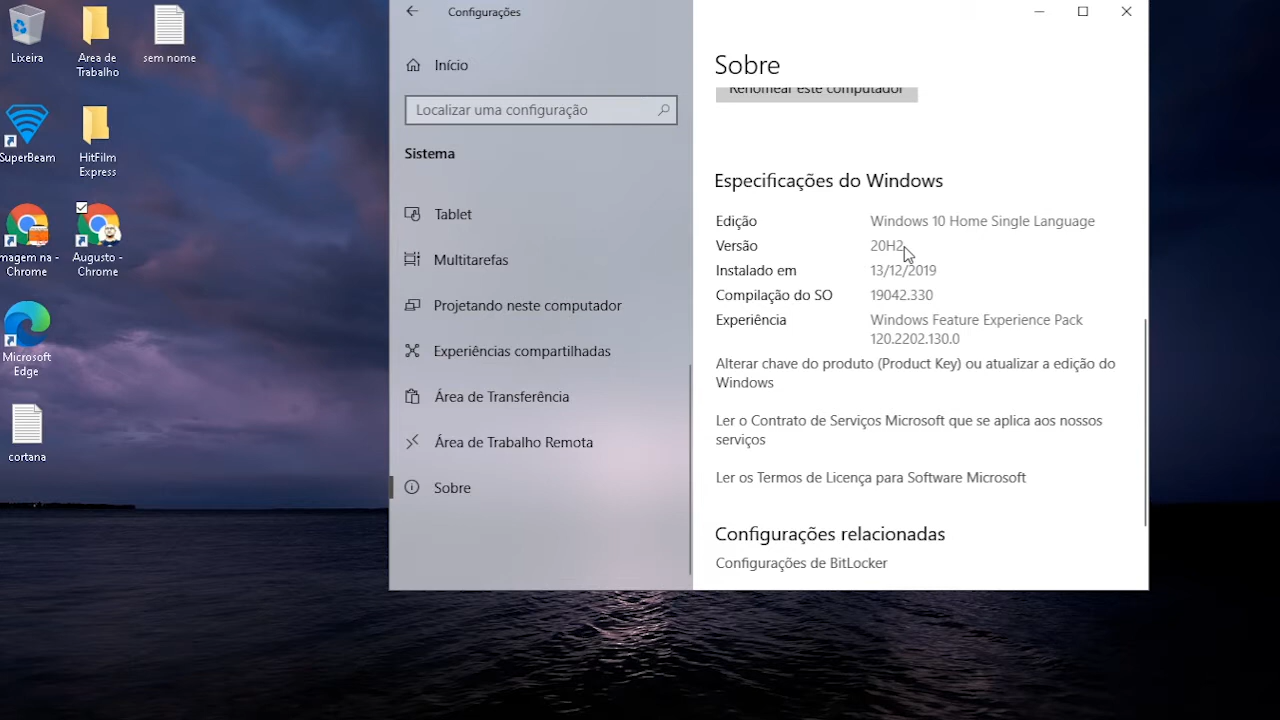 Lixeira
Area de
Trabalho
sem nome
SuperBeam
HitFilm
Express
magem na -
Chrome
Augusto -
Chrome
Microsoft
Edge
cortana
Configurações
Início
Localizar uma configuração
Sistema
Tablet
Multitarefas
Projetando neste computador
Experiências compartilhadas
Área de Transferência
Área de Trabalho Remota
Sobre
Sobre
Renomear este computador
Especificações do Windows
Edição Windows 10 Home Single Language
Versão 20H2
Instalado em 13/12/2019
Compilação do SO 19042.330
Experiência Windows Feature Experience Pack
120.2202.130.0
Alterar chave do produto (Product Key) ou atualizar a edição do
Windows
Ler o Contrato de Serviços Microsoft que se aplica aos nossos
serviços
Ler os Termos de Licença para Software Microsoft
Configurações relacionadas
Configurações de BitLocker